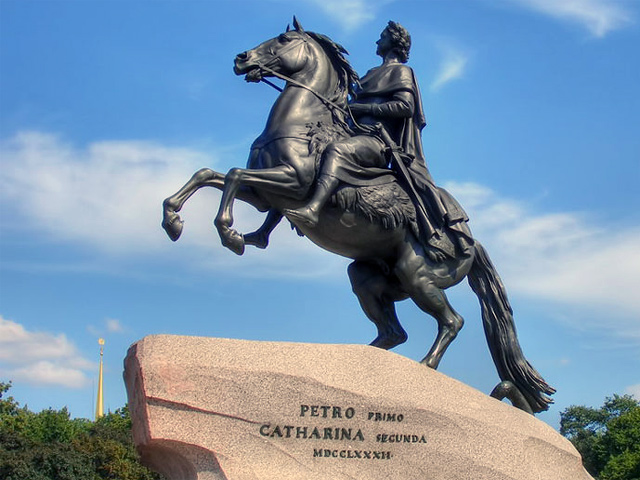 PETRO PRIMO
CATHARINA SECUNDA
MDCCLXXXII·